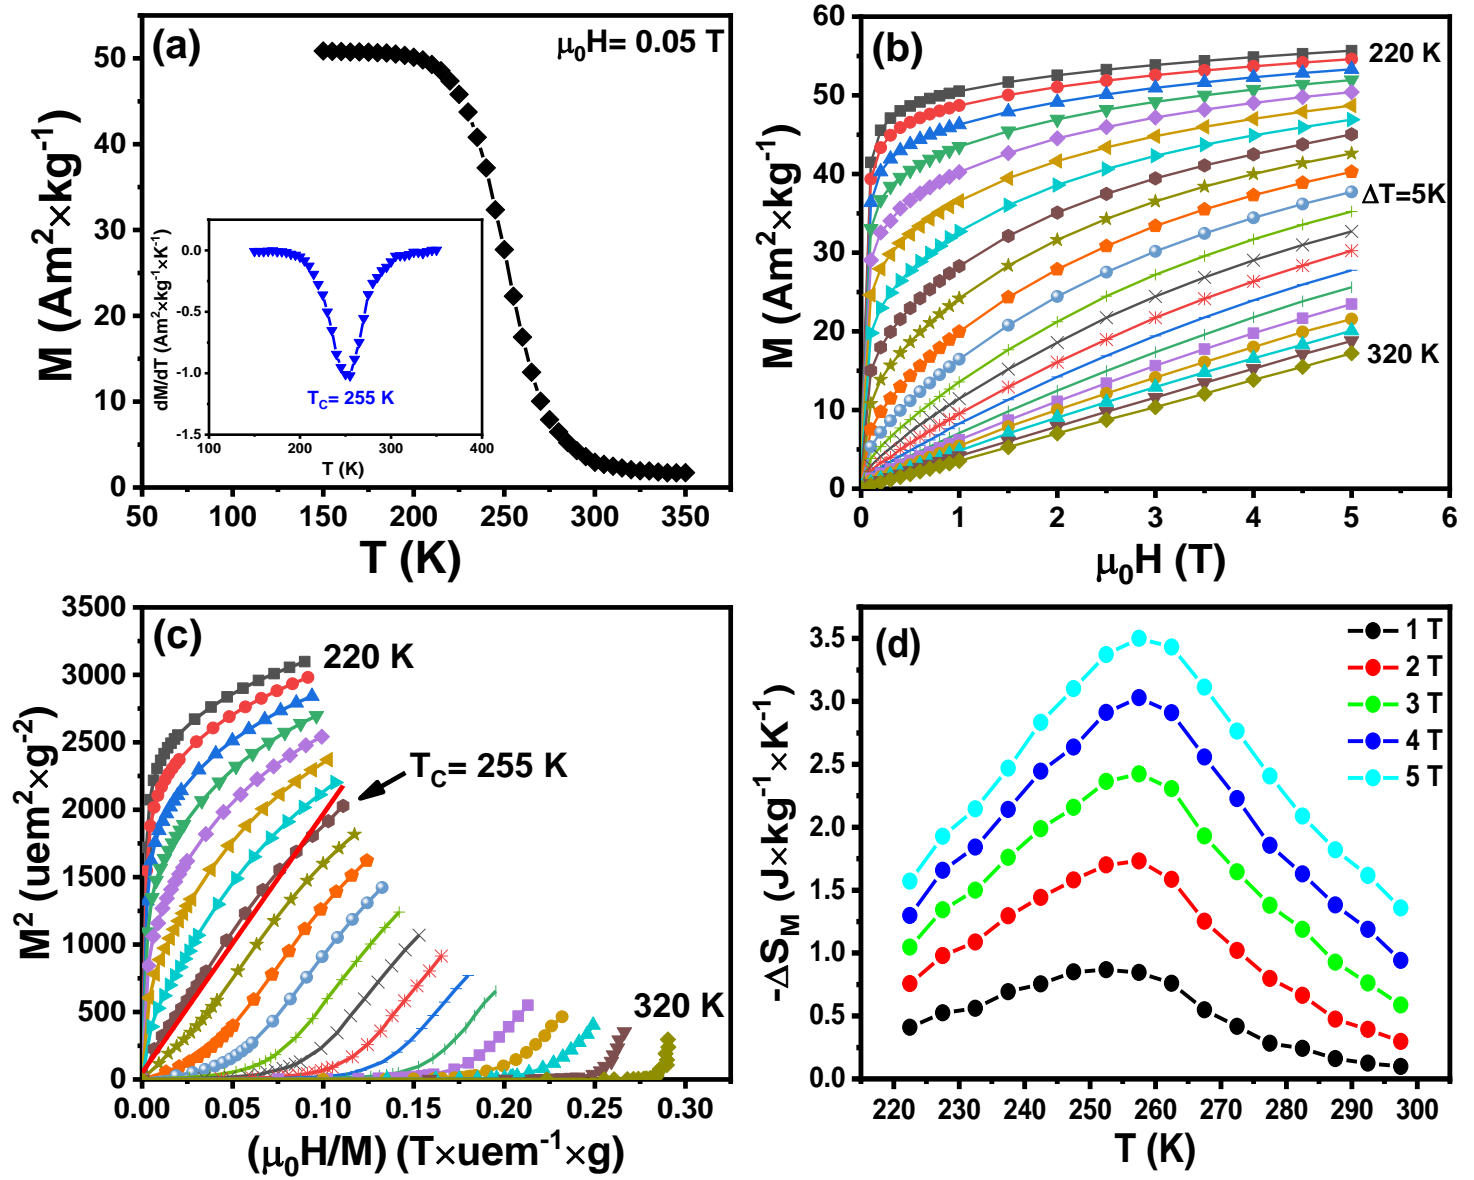 (a)
μ₀H= 0.05 T
M (Am²×kg⁻¹)
50
40
30
20
10
0
50
100
150
200
250
300
350
T (K)
dM/dT (Am²×kg⁻¹×K⁻¹)
0.0
-0.5
-1.0
-1.5
T_C= 255 K
100
200
300
400
T (K)
(b)
M (Am²×kg⁻¹)
60
50
40
30
20
10
0
220 K
ΔT=5K
320 K
0
1
2
3
4
5
6
μ₀H (T)
(c)
M² (uem²×g⁻²)
3500
3000
2500
2000
1500
1000
500
0
220 K
T_C= 255 K
320 K
0.00
0.05
0.10
0.15
0.20
0.25
0.30
(μ₀H/M) (T×uem⁻¹×g)
(d)
-ΔS_M (J×kg⁻¹×K⁻¹)
3.5
3.0
2.5
2.0
1.5
1.0
0.5
0.0
1 T
2 T
3 T
4 T
5 T
220
230
240
250
260
270
280
290
300
T (K)